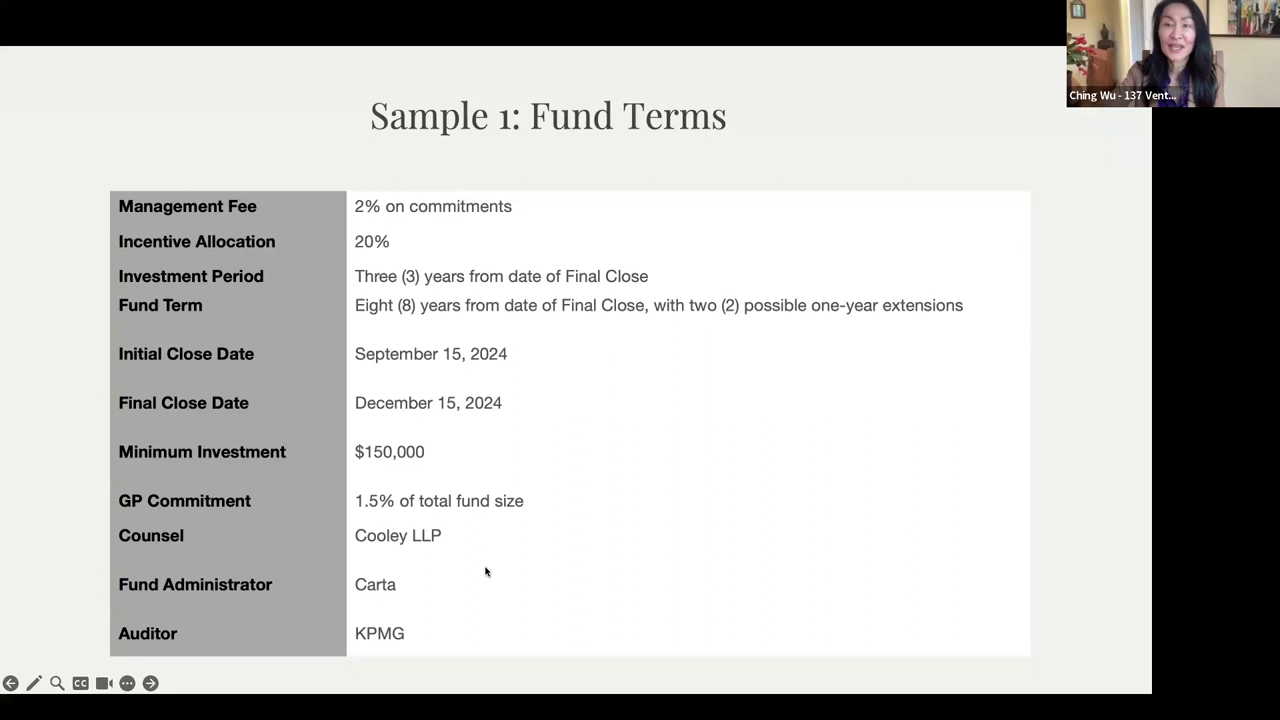 Ching Wu - 137 Vent...
Sample 1: Fund Terms
Management Fee 2% on commitments
Incentive Allocation 20%
Investment Period Three (3) years from date of Final Close
Fund Term Eight (8) years from date of Final Close, with two (2) possible one-year extensions
Initial Close Date September 15, 2024
Final Close Date December 15, 2024
Minimum Investment $150,000
GP Commitment 1.5% of total fund size
Counsel Cooley LLP
Fund Administrator Carta
Auditor KPMG
CC